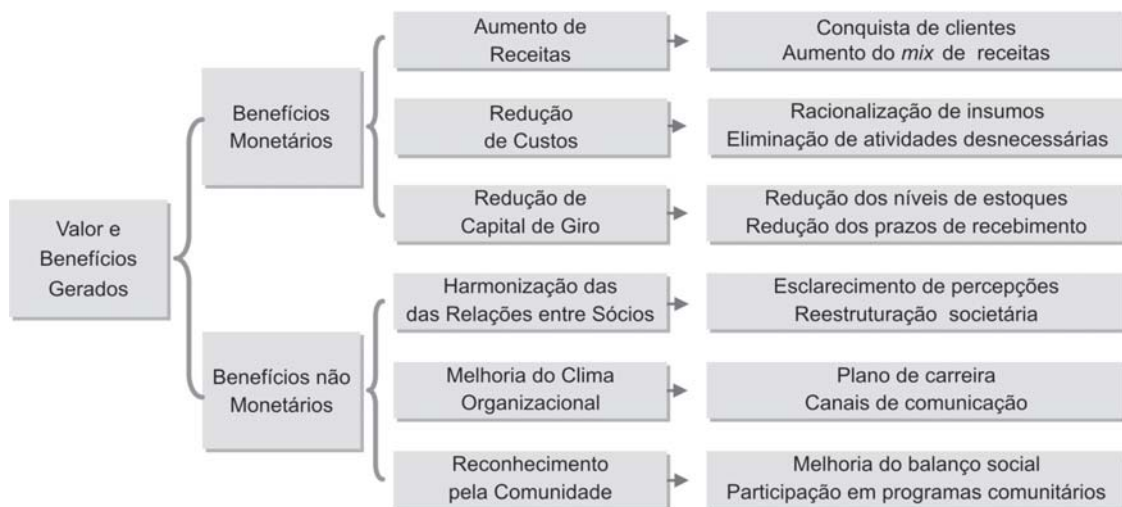 Valor e
Benefícios
Gerados
Benefícios
Monetários
Aumento de
Receitas
Conquista de clientes
Aumento do mix de receitas
Redução
de Custos
Racionalização de insumos
Eliminação de atividades desnecessárias
Redução de
Capital de Giro
Redução dos níveis de estoques
Redução dos prazos de recebimento
Benefícios não
Monetários
Harmonização das
das Relações entre Sócios
Esclarecimento de percepções
Reestruturação societária
Melhoria do Clima
Organizacional
Plano de carreira
Canais de comunicação
Reconhecimento
pela Comunidade
Melhoria do balanço social
Participação em programas comunitários